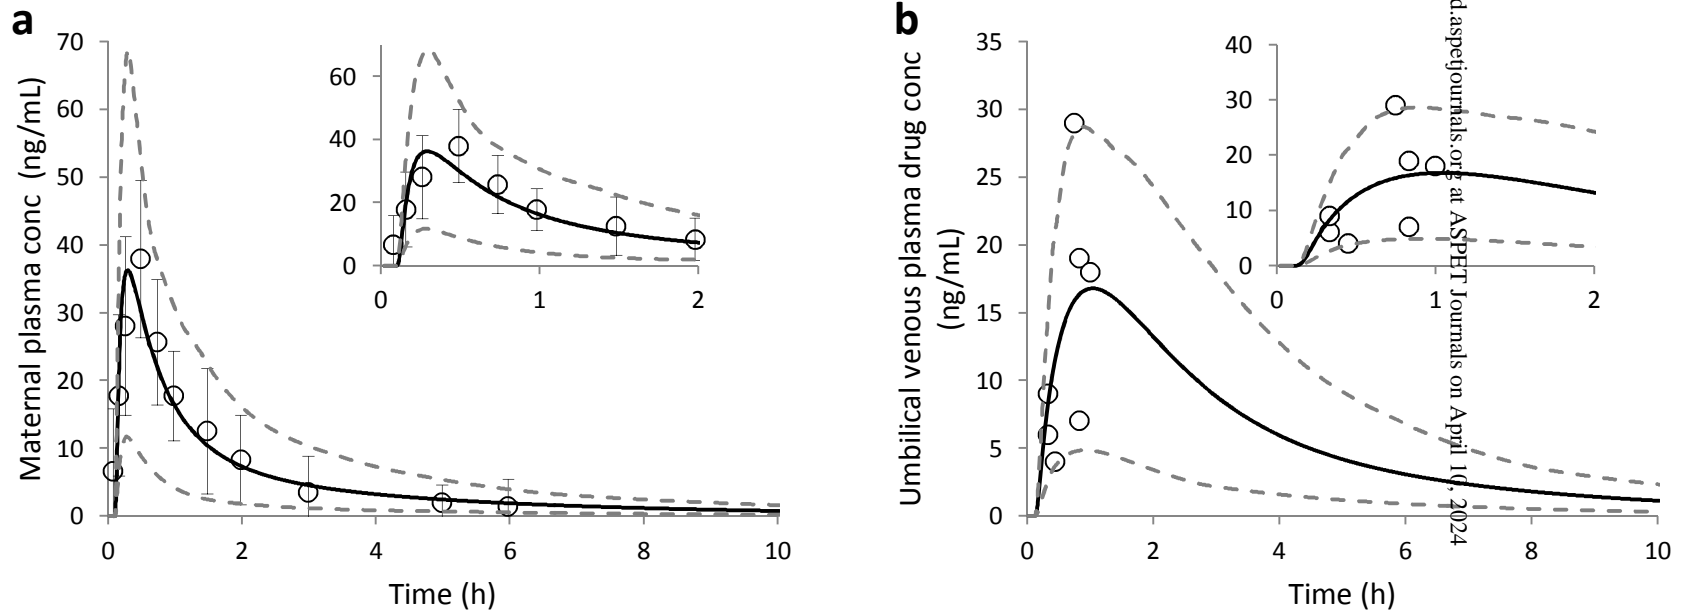 a
Maternal plasma conc (ng/mL)
70
60
50
40
30
20
10
0
0 2 4 6 8 10
Time (h)
60
40
20
0
0 1 2
b
Umbilical venous plasma drug conc
(ng/mL)
35
30
25
20
15
10
5
0
0 2 4 6 8 10
Time (h)
40
30
20
10
0
0 1 2
d.aspetjournals.org at ASPET Journals on April 10, 2024